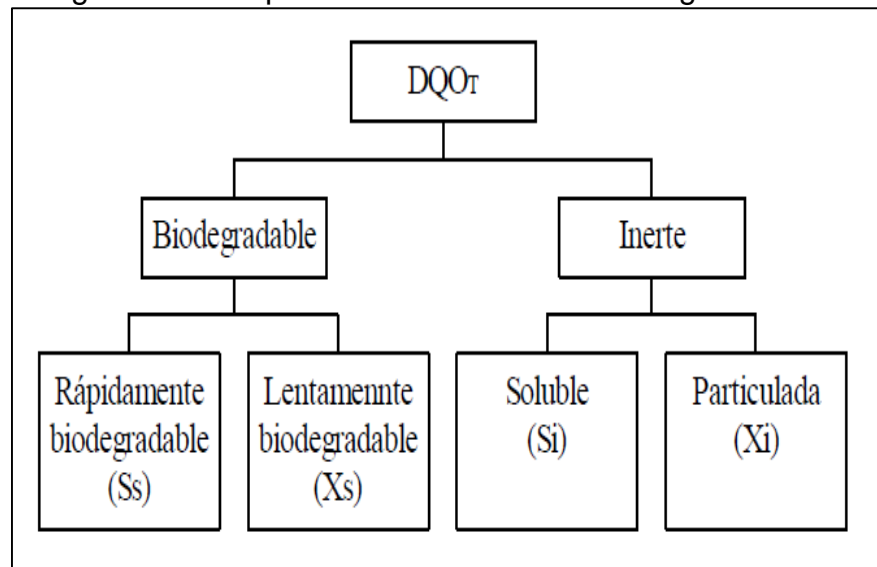 DQOT
Biodegradable
Inerte
Rápidamente
biodegradable
(Ss)
Lentamennte
biodegradable
(Xs)
Soluble
(Si)
Particulada
(Xi)